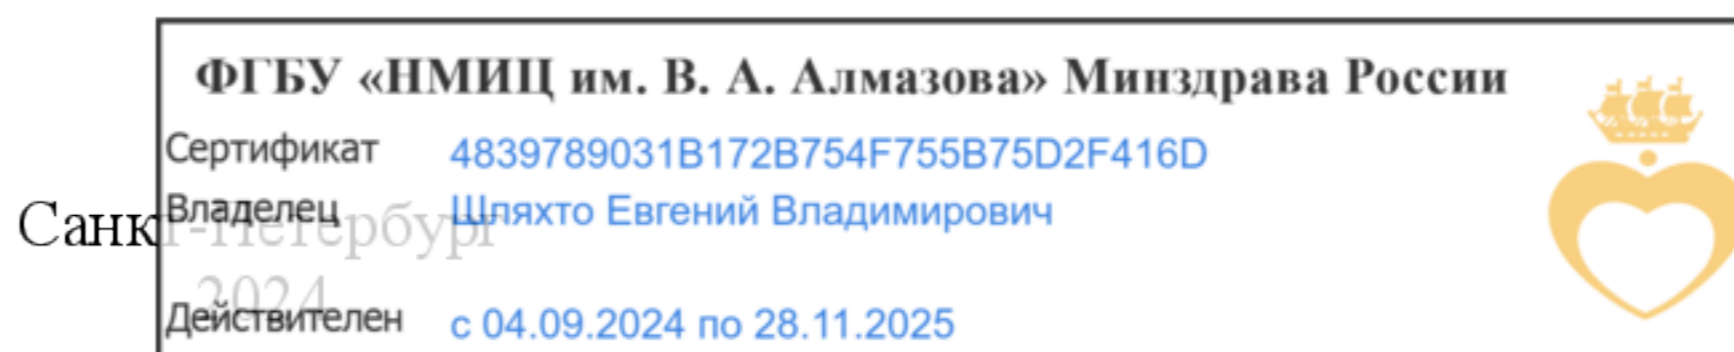 ФГБУ «НМИЦ им. В. А. Алмазова» Минздрава России
Сертификат 4839789031B172B754F755B75D2F416D
Владелец Шляхто Евгений Владимирович
Санкт-Петербург
2024
Действителен с 04.09.2024 по 28.11.2025